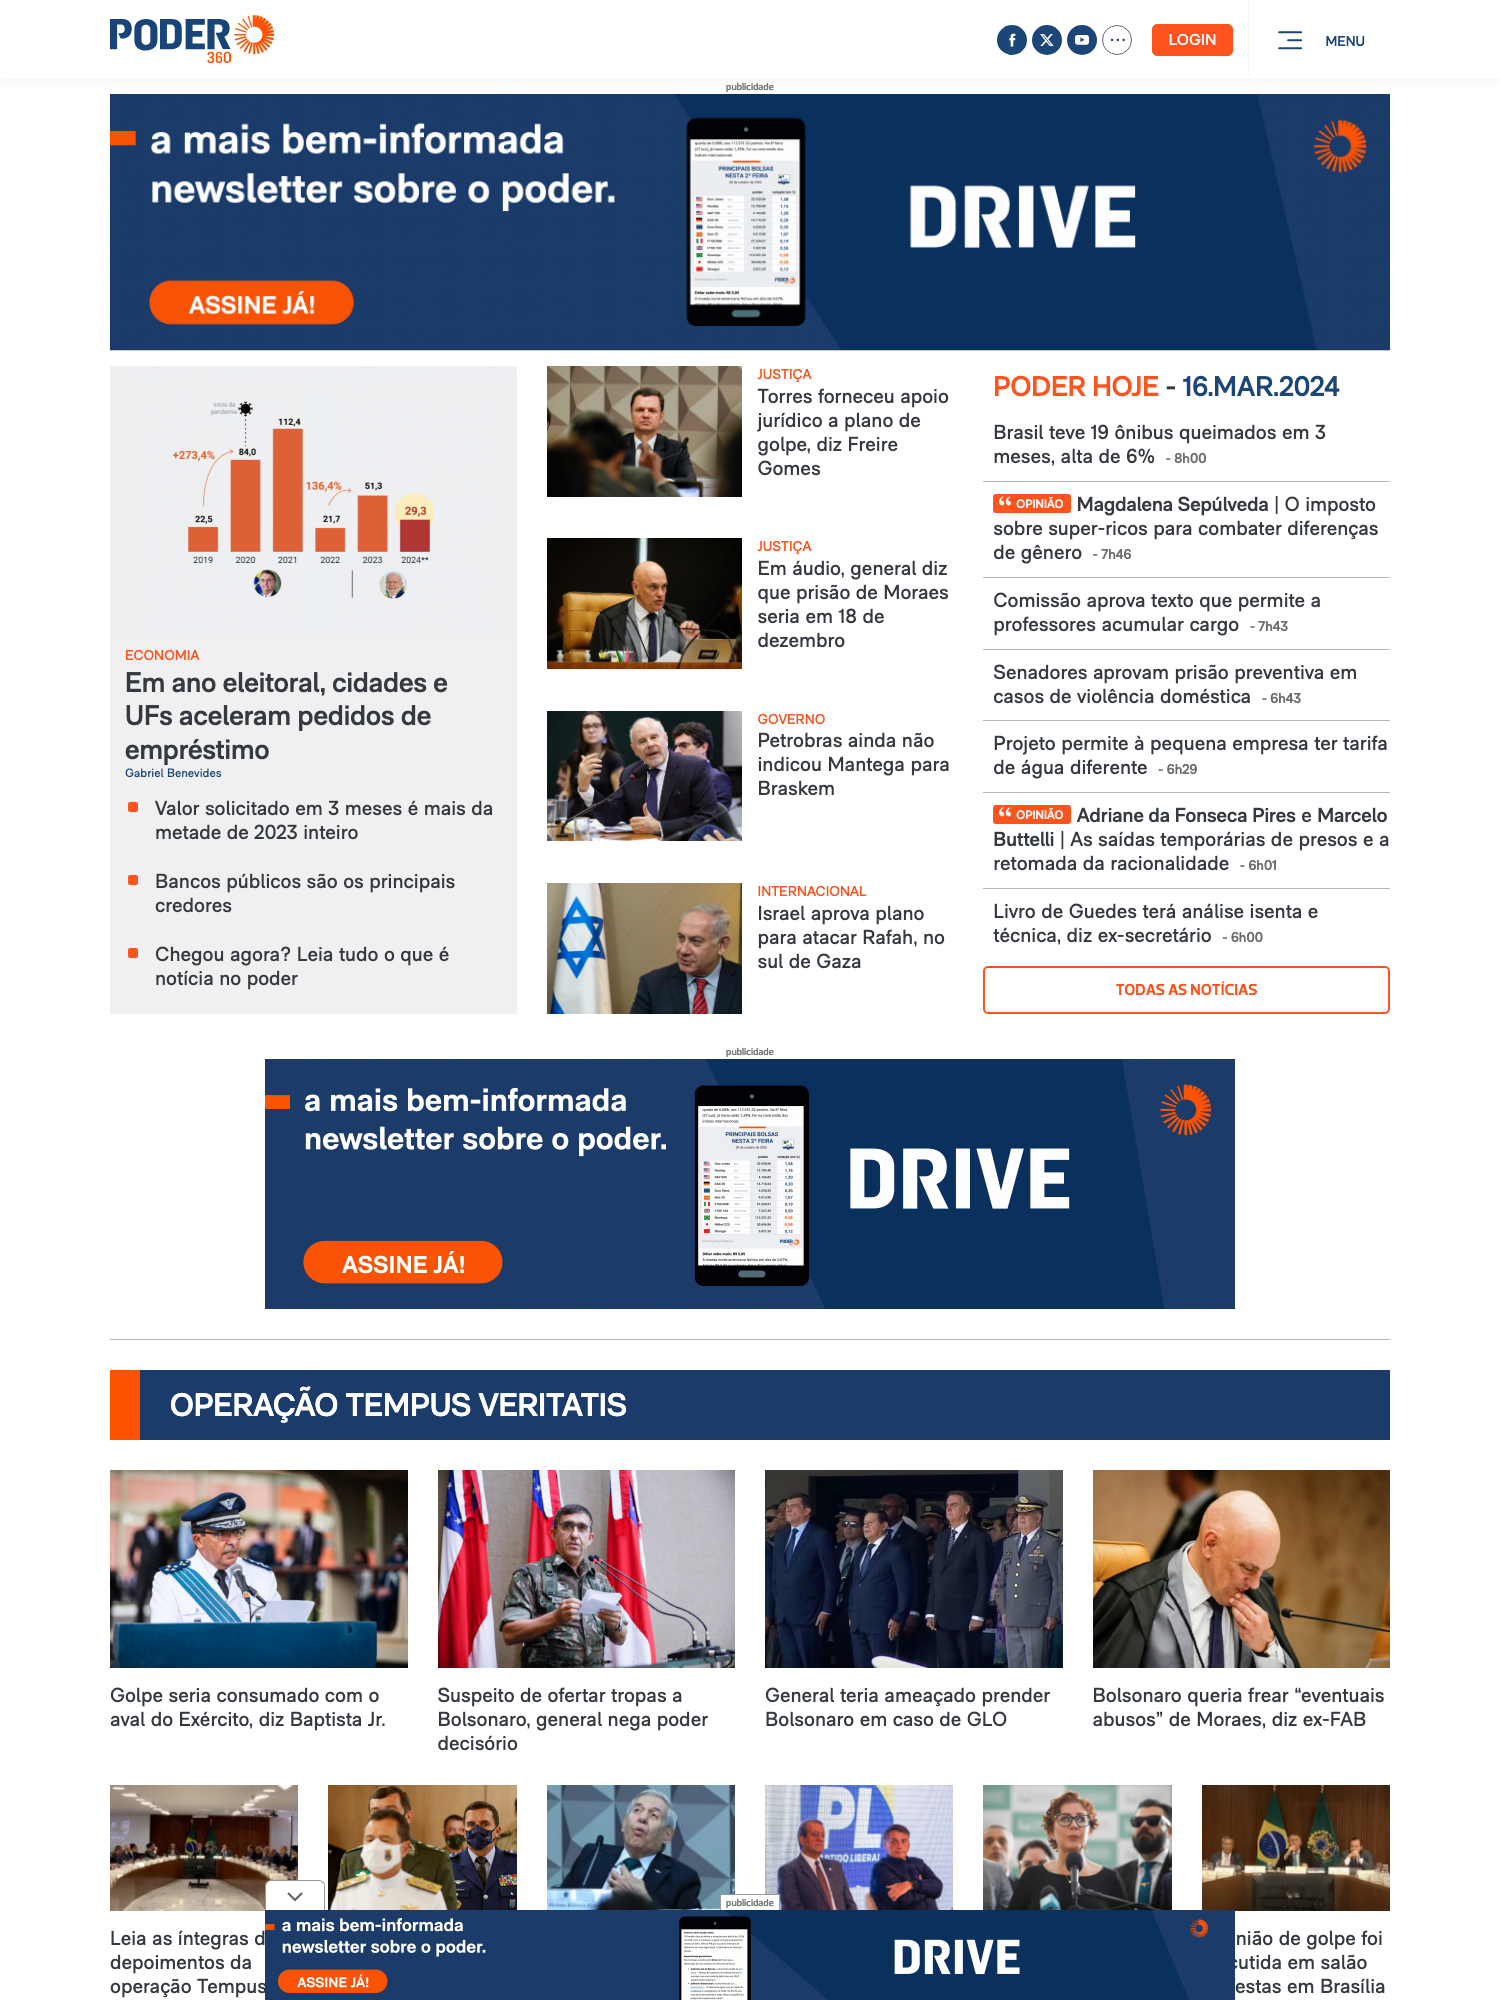 PODER
360
LOGIN
MENU
publicidade
a mais bem-informada
newsletter sobre o poder.
ASSINE JÁ!
PRINCIPAIS BOLSAS
NESTA 2ª FEIRA
DRIVE
início da
pandemia
+273,4%
136,4%
22,5
84,0
112,4
21,7
51,3
29,3
2019
2020
2021
2022
2023
2024**
ECONOMIA
Em ano eleitoral, cidades e
UFs aceleram pedidos de
empréstimo
Gabriel Benevides
Valor solicitado em 3 meses é mais da
metade de 2023 inteiro
Bancos públicos são os principais
credores
Chegou agora? Leia tudo o que é
notícia no poder
JUSTIÇA
Torres forneceu apoio
jurídico a plano de
golpe, diz Freire
Gomes
JUSTIÇA
Em áudio, general diz
que prisão de Moraes
seria em 18 de
dezembro
GOVERNO
Petrobras ainda não
indicou Mantega para
Braskem
INTERNACIONAL
Israel aprova plano
para atacar Rafah, no
sul de Gaza
PODER HOJE - 16.MAR.2024
Brasil teve 19 ônibus queimados em 3
meses, alta de 6% - 8h00
“ OPINIÃO Magdalena Sepúlveda | O imposto
sobre super-ricos para combater diferenças
de gênero - 7h46
Comissão aprova texto que permite a
professores acumular cargo - 7h43
Senadores aprovam prisão preventiva em
casos de violência doméstica - 6h43
Projeto permite à pequena empresa ter tarifa
de água diferente - 6h29
“ OPINIÃO Adriane da Fonseca Pires e Marcelo
Buttelli | As saídas temporárias de presos e a
retomada da racionalidade - 6h01
Livro de Guedes terá análise isenta e
técnica, diz ex-secretário - 6h00
TODAS AS NOTÍCIAS
publicidade
a mais bem-informada
newsletter sobre o poder.
ASSINE JÁ!
PRINCIPAIS BOLSAS
NESTA 2ª FEIRA
DRIVE
OPERAÇÃO TEMPUS VERITATIS
Golpe seria consumado com o
aval do Exército, diz Baptista Jr.
Suspeito de ofertar tropas a
Bolsonaro, general nega poder
decisório
General teria ameaçado prender
Bolsonaro em caso de GLO
Bolsonaro queria frear “eventuais
abusos” de Moraes, diz ex-FAB
PL
PARTIDO LIBERAL
Leia as íntegras d
depoimentos da
operação Tempus
publicidade
a mais bem-informada
newsletter sobre o poder.
ASSINE JÁ!
DRIVE
nião de golpe foi
cutida em salão
estas em Brasília